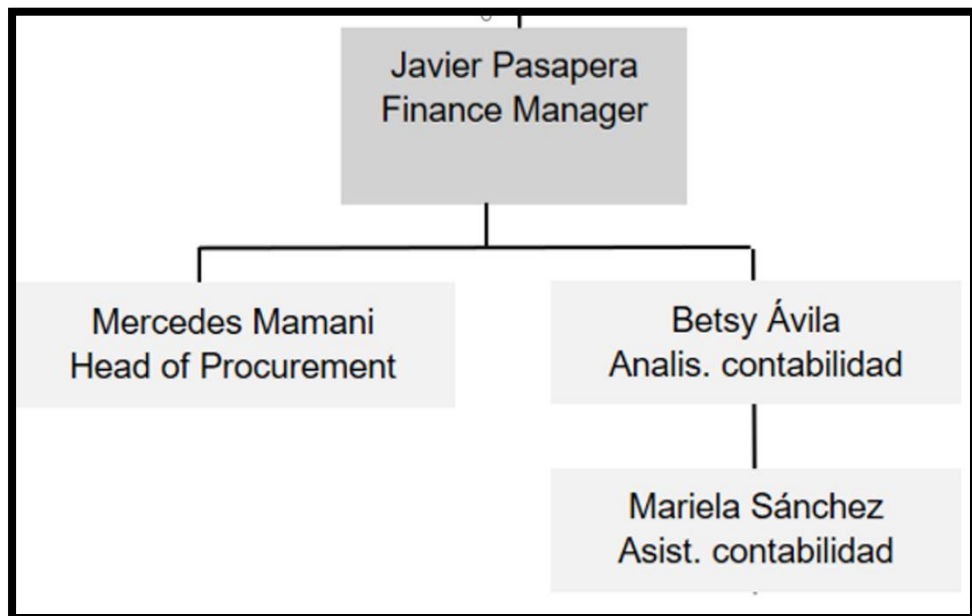 Javier Pasapera
Finance Manager
Mercedes Mamani
Head of Procurement
Betsy Ávila
Analis. contabilidad
Mariela Sánchez
Asist. contabilidad